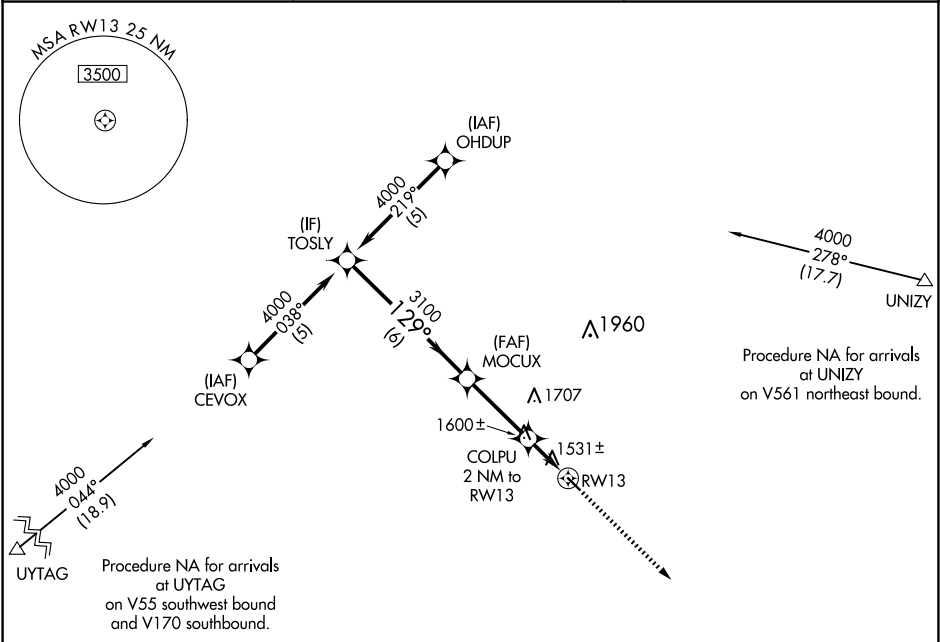 MSA RW13 25 NM
3500
(IAF)
OHDUP
4000
219°
(5)
(IF)
TOSLY
4000
038°
(5)
(IAF)
CEVOX
3100
129°
(6)
(FAF)
MOCUX
1960
1707
1600±
COLPU
2 NM to
RW13
1531±
RW13
4000
278°
(17.7)
UNIZY
Procedure NA for arrivals
at UNIZY
on V561 northeast bound.
4000
044°
(18.9)
UYTAG
Procedure NA for arrivals
at UYTAG
on V55 southwest bound
and V170 southbound.